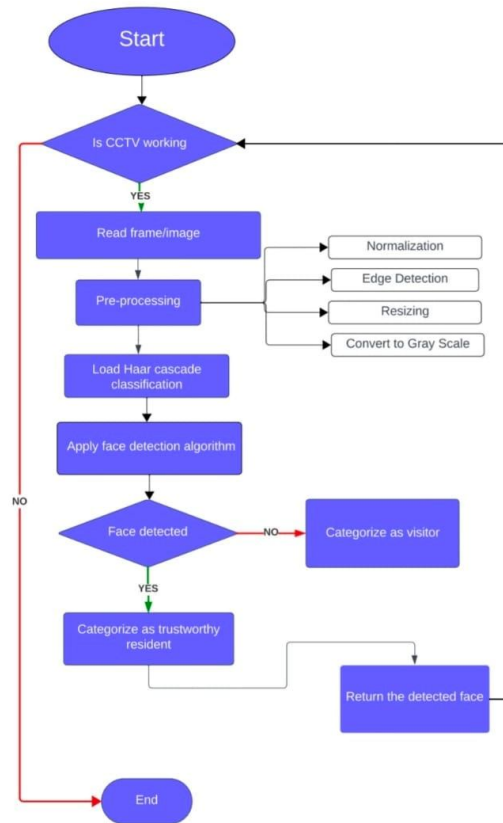 Start
Is CCTV working
YES
Read frame/image
Normalization
Pre-processing
Edge Detection
Resizing
Convert to Gray Scale
Load Haar cascade
classification
Apply face detection algorithm
NO
Face detected
NO
Categorize as visitor
YES
Categorize as trustworthy
resident
Return the detected face
End